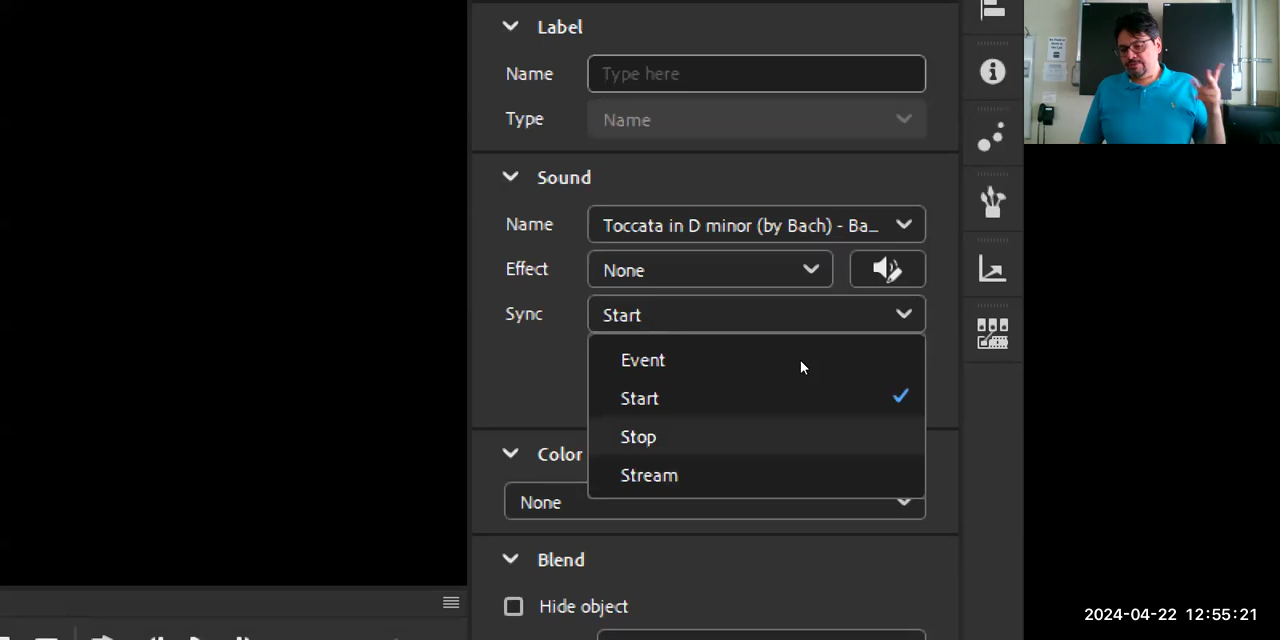 Label
Name Type here
Type Name
Sound
Name Toccata in D minor (by Bach) - Ba...
Effect None
Sync Start
Event
Start
Stop
Stream
Color
None
Blend
Hide object
2024-04-22 12:55:21